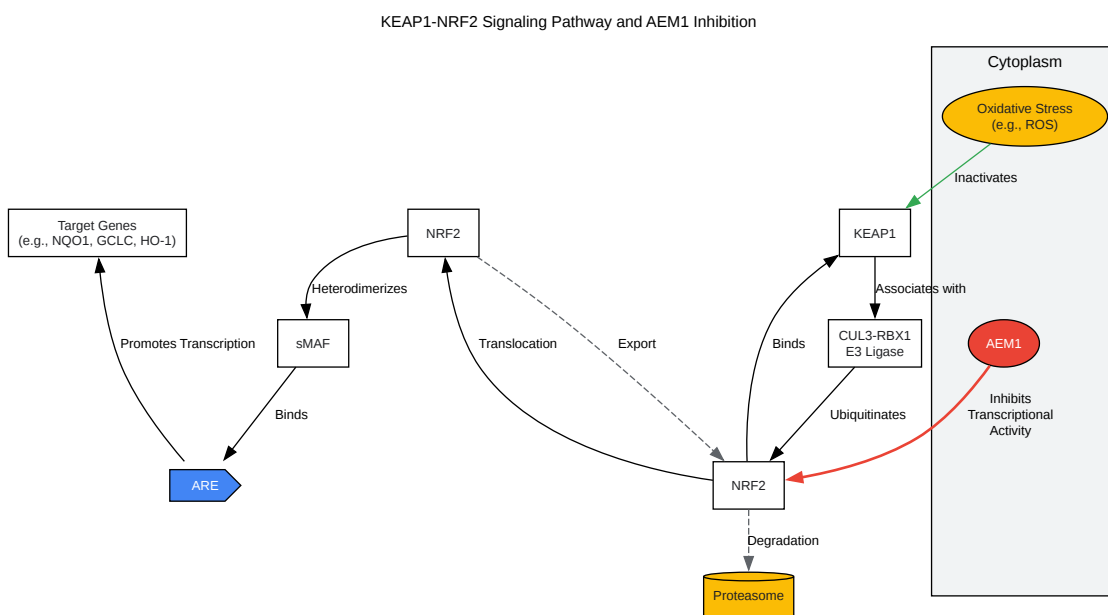 KEAP1-NRF2 Signaling Pathway and AEM1 Inhibition
Cytoplasm
Oxidative Stress
(e.g., ROS)
Inactivates
Target Genes
(e.g., NQO1, GCLC, HO-1)
NRF2
KEAP1
Heterodimerizes
Associates with
Promotes Transcription
sMAF
Translocation
Export
Binds
CUL3-RBX1
E3 Ligase
AEM1
Binds
Ubiquitinates
Inhibits
Transcriptional
Activity
ARE
NRF2
Degradation
Proteasome